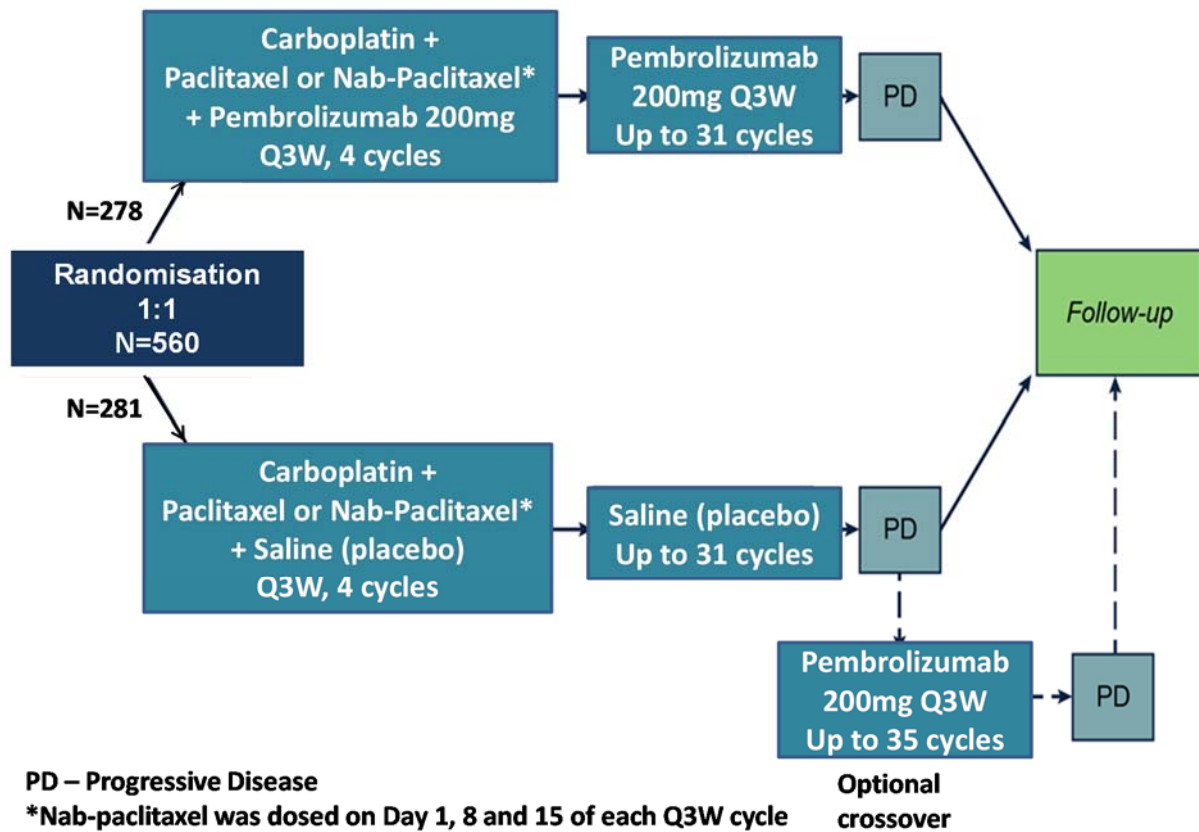 Carboplatin +
Paclitaxel or Nab-Paclitaxel*
+ Pembrolizumab 200mg
Q3W, 4 cycles
Pembrolizumab
200mg Q3W
Up to 31 cycles
PD
N=278
Randomisation
1:1
N=560
Follow-up
N=281
Carboplatin +
Paclitaxel or Nab-Paclitaxel*
+ Saline (placebo)
Q3W, 4 cycles
Saline (placebo)
Up to 31 cycles
PD
Pembrolizumab
200mg Q3W
Up to 35 cycles
PD
Optional
crossover
PD – Progressive Disease
*Nab-paclitaxel was dosed on Day 1, 8 and 15 of each Q3W cycle